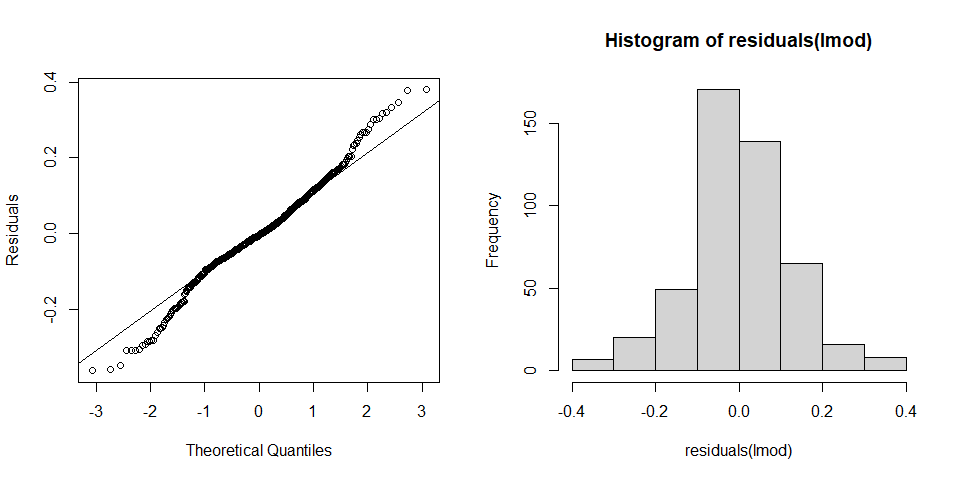 Residuals
0.4
0.2
0.0
-0.2
-3 -2 -1 0 1 2 3
Theoretical Quantiles
Histogram of residuals(lmod)
Frequency
150
100
50
0
-0.4 -0.2 0.0 0.2 0.4
residuals(lmod)